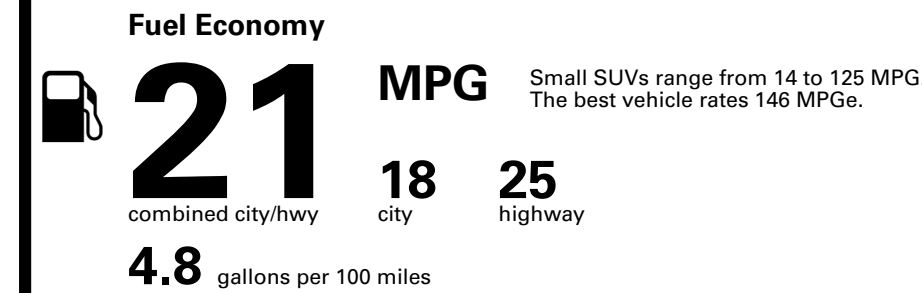 Fuel Economy
21 MPG
Small SUVs range from 14 to 125 MPG
The best vehicle rates 146 MPGe.
18 25
combined city/hwy city highway
4.8 gallons per 100 miles